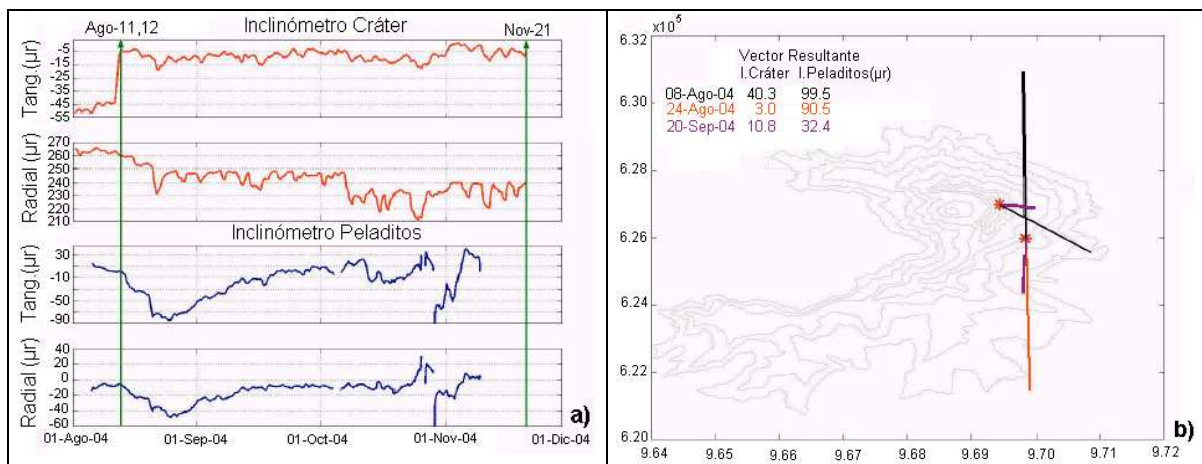 Ago-11,12
Inclinómetro Cráter
Nov-21
Tang.(µr)
-5
-15
-25
-35
-45
-55
Radial (µr)
270
260
250
240
230
210
Inclinómetro Peladitos
Tang.(µr)
30
-10
-50
-90
Radial (µr)
40
20
0
-20
-40
-60
01-Ago-04 01-Sep-04 01-Oct-04 01-Nov-04 01-Dic-04
a)
x10⁵
6.32
6.30
6.28
6.26
6.24
6.22
6.20
Vector Resultante
I.Cráter I.Peladitos(µr)
08-Ago-04 40.3 99.5
24-Ago-04 3.0 90.5
20-Sep-04 10.8 32.4
9.64 9.65 9.66 9.67 9.68 9.69 9.70 9.71 9.72
b)